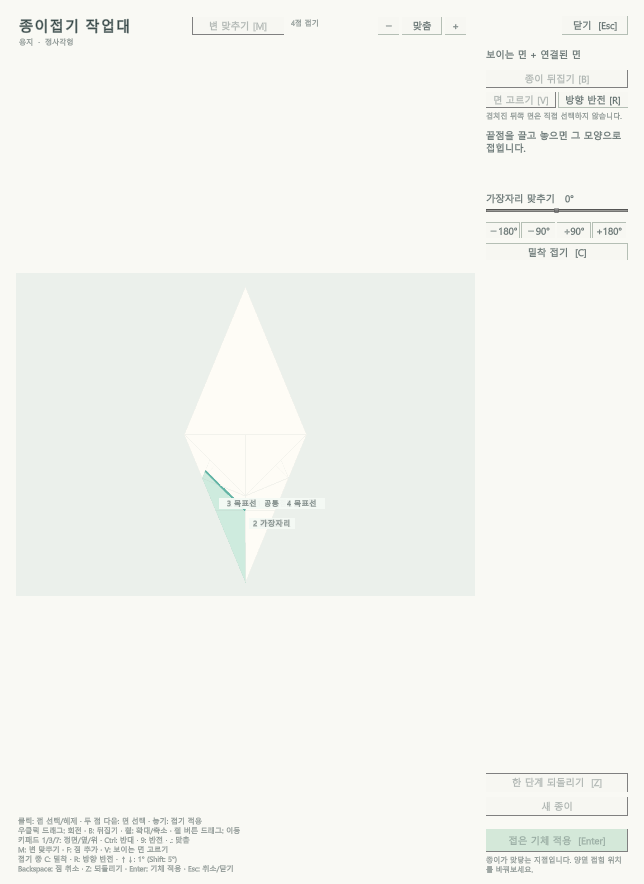 종이접기 작업대
용지 · 정사각형
변 맞추기 [M]
4점 접기
− 맞춤 +
닫기 [Esc]
보이는 면 + 연결된 면
종이 뒤집기 [B]
면 고르기 [V] 방향 반전 [R]
겹쳐진 뒤쪽 면은 직접 선택하지 않습니다.
끝점을 끌고 놓으면 그 모양으로
접힙니다.
가장자리 맞추기 0°
−180° −90° +90° +180°
밀착 접기 [C]
3 목표선 공통 4 목표선
2 가장자리
한 단계 되돌리기 [Z]
새 종이
접은 기체 적용 [Enter]
종이가 맞닿는 지점입니다. 양옆 접힘 위치
를 바꿔보세요.
클릭: 점 선택/해제 · 두 점 다음: 면 선택 · 놓기: 접기 적용
우클릭 드래그: 회전 · B: 뒤집기 · 휠: 확대/축소 · 휠 버튼 드래그: 이동
키패드 1/3/7: 정면/옆/위 · Ctrl: 반대 · 9: 반전 · .: 맞춤
M: 변 맞추기 · F: 점 추가 · V: 보이는 면 고르기
접기 중 C: 밀착 · R: 방향 반전 · ↑ ↓: 1° (Shift: 5°)
Backspace: 점 취소 · Z: 되돌리기 · Enter: 기체 적용 · Esc: 취소/닫기